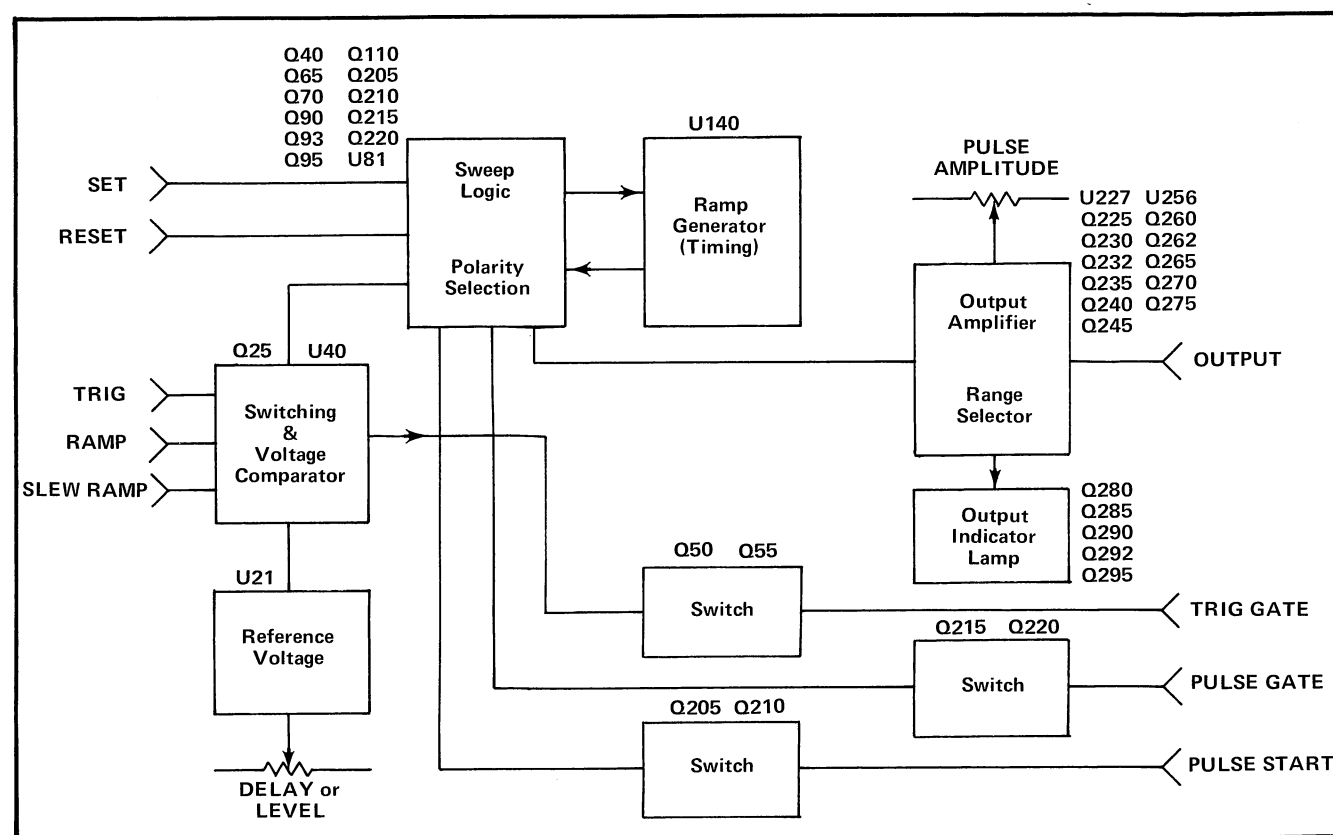 Q40 Q110
Q65 Q205
Q70 Q210
Q90 Q215
Q93 Q220
Q95 U81
SET
RESET
Sweep
Logic
Polarity
Selection
U140
Ramp
Generator
(Timing)
PULSE
AMPLITUDE
U227 U256
Q225 Q260
Q230 Q262
Q232 Q265
Q235 Q270
Q240 Q275
Q245
Output
Amplifier
Range
Selector
OUTPUT
Q25 U40
TRIG
RAMP
SLEW RAMP
Switching
&
Voltage
Comparator
Output
Indicator
Lamp
Q280
Q285
Q290
Q292
Q295
U21
Reference
Voltage
DELAY or
LEVEL
Q50 Q55
Switch
TRIG GATE
Q215 Q220
Switch
PULSE GATE
Q205 Q210
Switch
PULSE START